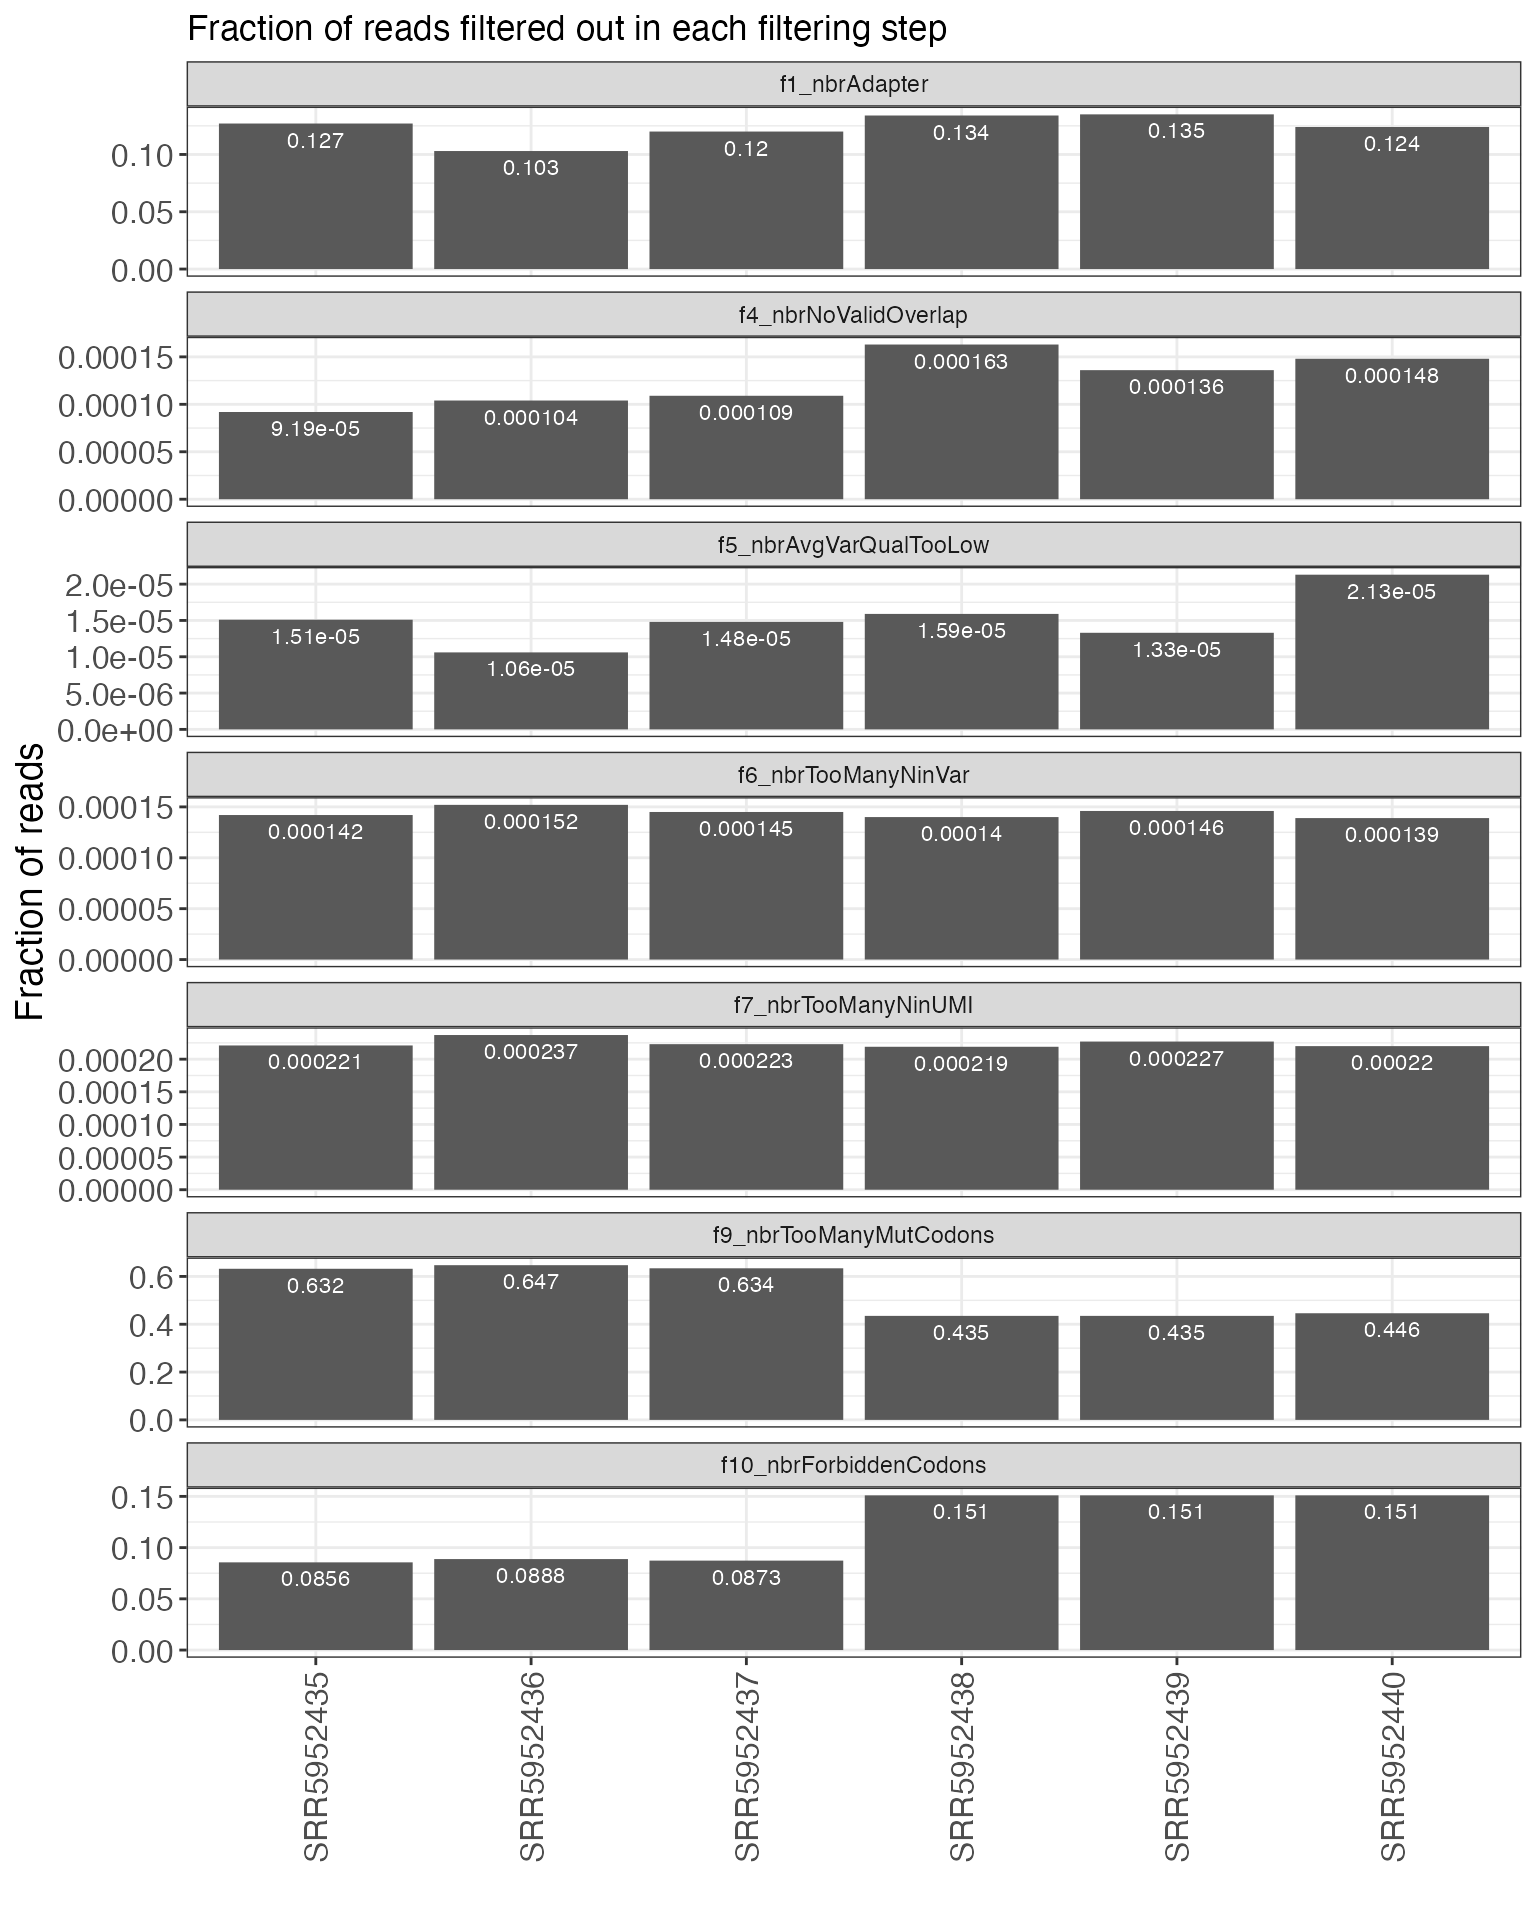 Fraction of reads filtered out in each filtering step
Fraction of reads
f1_nbrAdapter
0.10
0.05
0.00
0.127 0.103 0.12 0.134 0.135 0.124
f4_nbrNoValidOverlap
0.00015
0.00010
0.00005
0.00000
9.19e-05 0.000104 0.000109 0.000163 0.000136 0.000148
f5_nbrAvgVarQualTooLow
2.0e-05
1.5e-05
1.0e-05
5.0e-06
0.0e+00
1.51e-05 1.06e-05 1.48e-05 1.59e-05 1.33e-05 2.13e-05
f6_nbrTooManyNinVar
0.00015
0.00010
0.00005
0.00000
0.000142 0.000152 0.000145 0.00014 0.000146 0.000139
f7_nbrTooManyNinUMI
0.00020
0.00015
0.00010
0.00005
0.00000
0.000221 0.000237 0.000223 0.000219 0.000227 0.00022
f9_nbrTooManyMutCodons
0.6
0.4
0.2
0.0
0.632 0.647 0.634 0.435 0.435 0.446
f10_nbrForbiddenCodons
0.15
0.10
0.05
0.00
0.0856 0.0888 0.0873 0.151 0.151 0.151
SRR5952435
SRR5952436
SRR5952437
SRR5952438
SRR5952439
SRR5952440